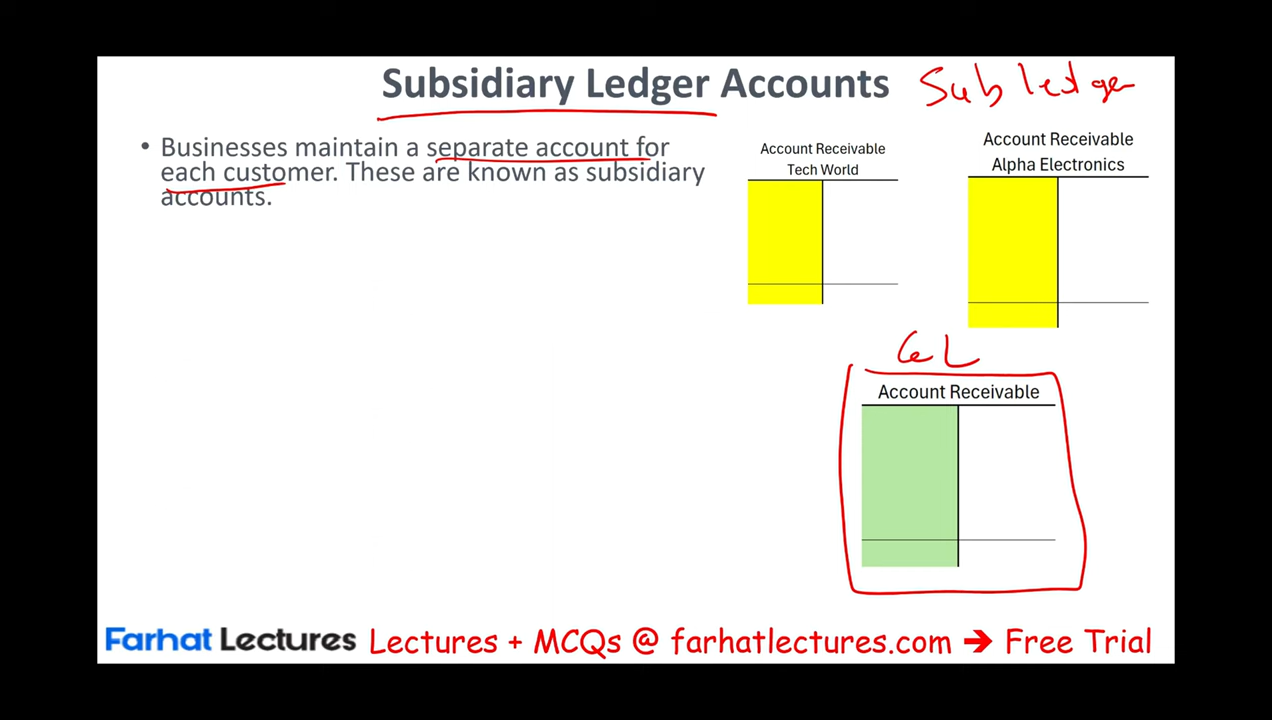 Subsidiary Ledger Accounts
Sub ledger
• Businesses maintain a separate account for
each customer. These are known as subsidiary
accounts.
Account Receivable
Tech World
Account Receivable
Alpha Electronics
GL
Account Receivable
Farhat Lectures Lectures + MCQs @ farhatlectures.com ➔ Free Trial